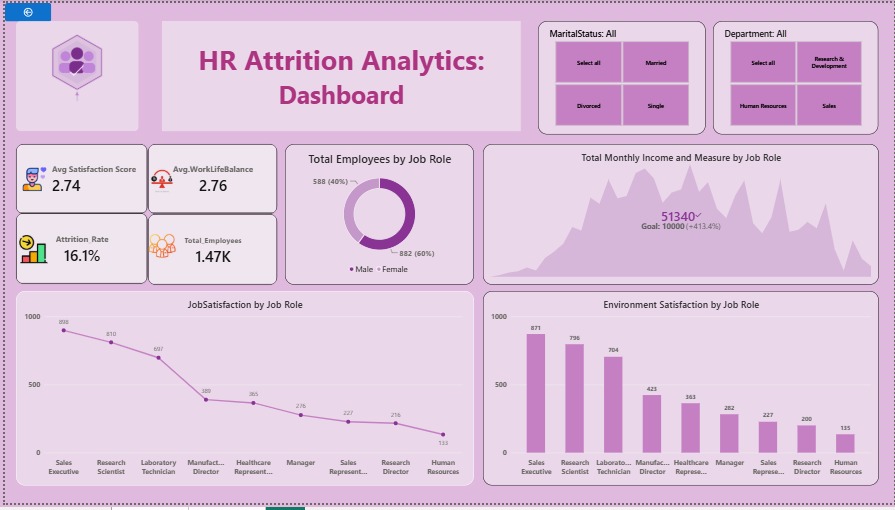 HR Attrition Analytics:
Dashboard
MaritalStatus: All
Select all
Married
Divorced
Single
Department: All
Select all
Research &
Development
Human Resources
Sales
Avg Satisfaction Score
2.74
Avg.WorkLifeBalance
2.76
Attrition_Rate
16.1%
Total_Employees
1.47K
Total Employees by Job Role
588 (40%)
882 (60%)
Male
Female
Total Monthly Income and Measure by Job Role
51340
Goal: 10000 (+413.4%)
JobSatisfaction by Job Role
1000
500
0
898
810
697
389
365
276
227
216
133
Sales
Executive
Research
Scientist
Laboratory
Technician
Manufact...
Director
Healthcare
Represent...
Manager
Sales
Represent...
Research
Director
Human
Resources
Environment Satisfaction by Job Role
1000
500
0
871
796
704
423
363
282
227
200
135
Sales
Executive
Research
Scientist
Laborato...
Technician
Manufac...
Director
Healthcare
Represe...
Manager
Sales
Represe...
Research
Director
Human
Resources